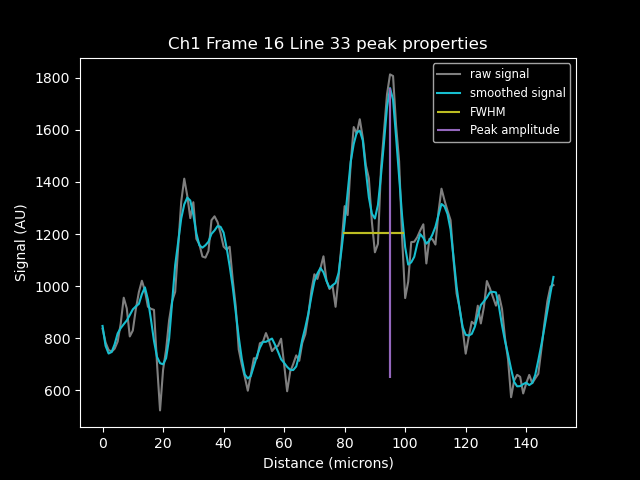 Ch1 Frame 16 Line 33 peak properties
raw signal
smoothed signal
FWHM
Peak amplitude
Signal (AU)
1800
1600
1400
1200
1000
800
600
0 20 40 60 80 100 120 140
Distance (microns)